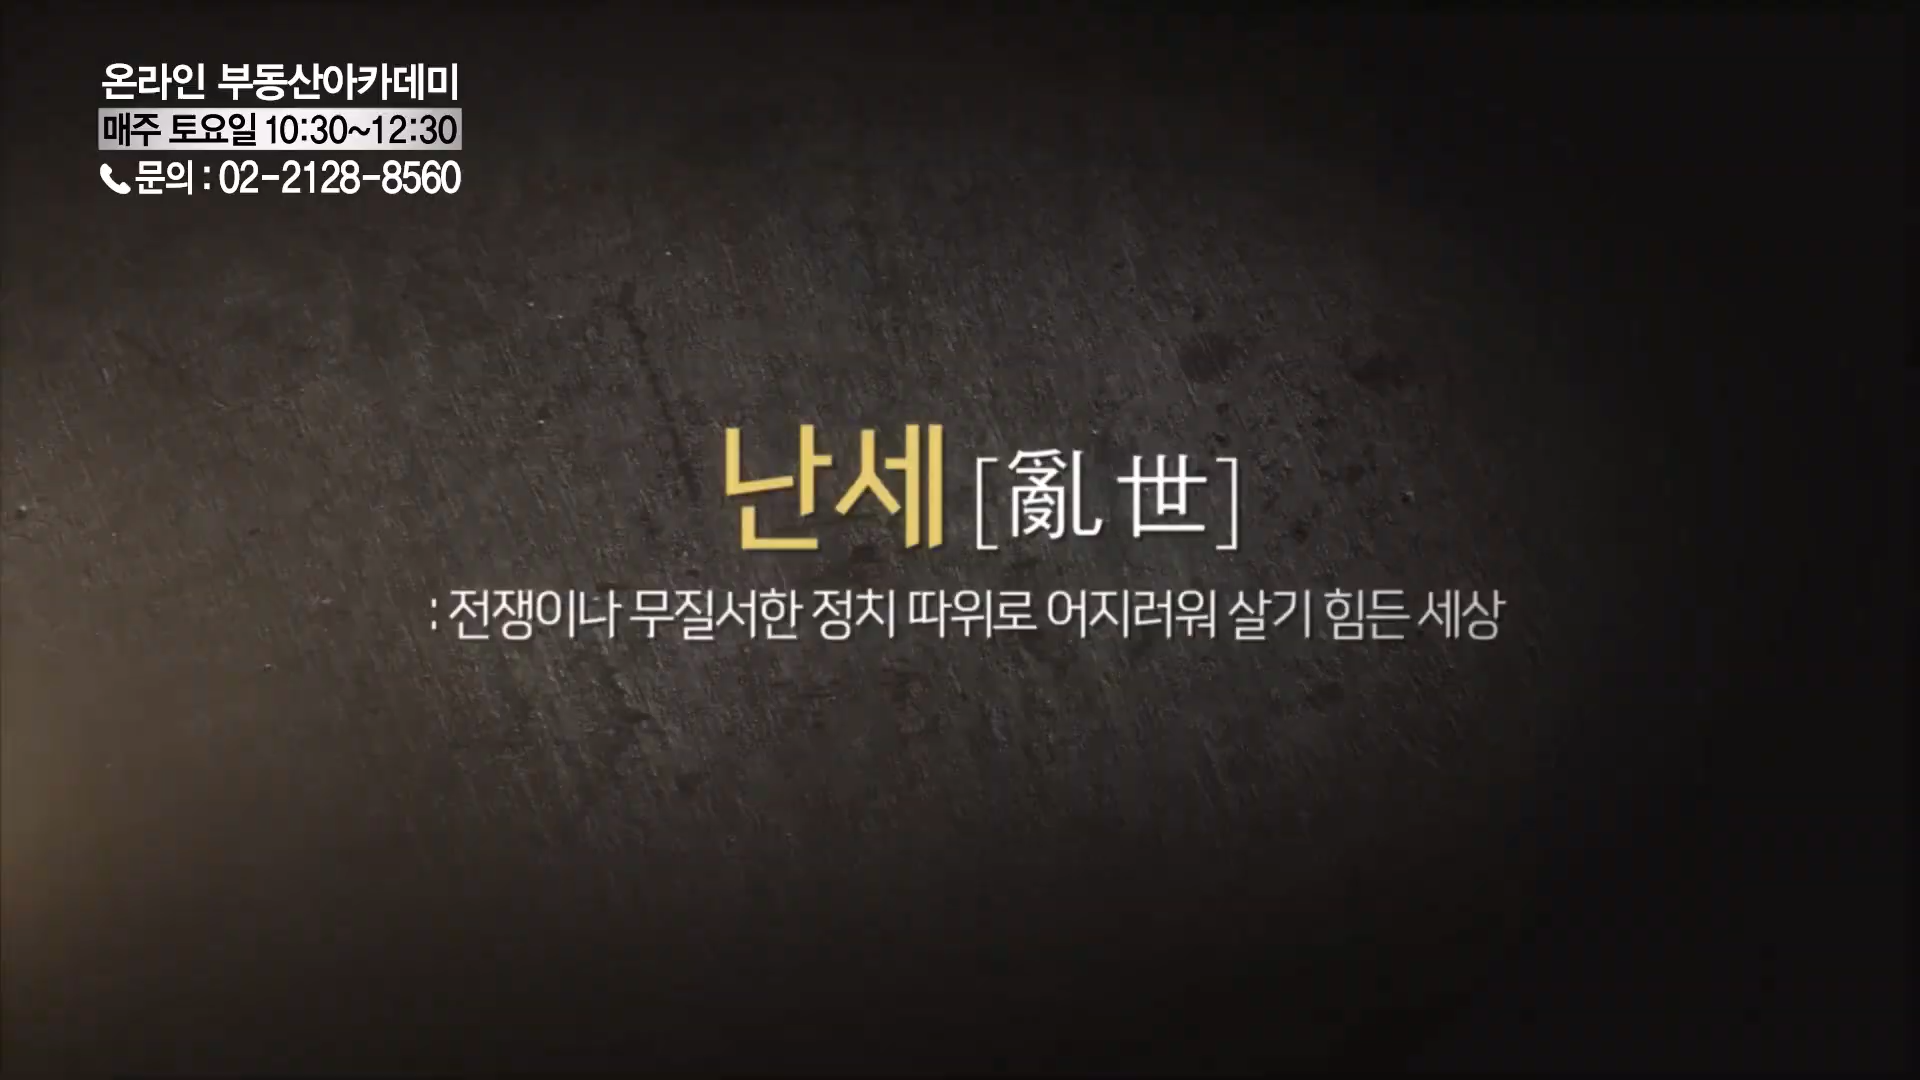 온라인 부동산아카데미
매주 토요일 10:30~12:30
문의 : 02-2128-8560
난세 [亂世]
: 전쟁이나 무질서한 정치 따위로 어지러워 살기 힘든 세상